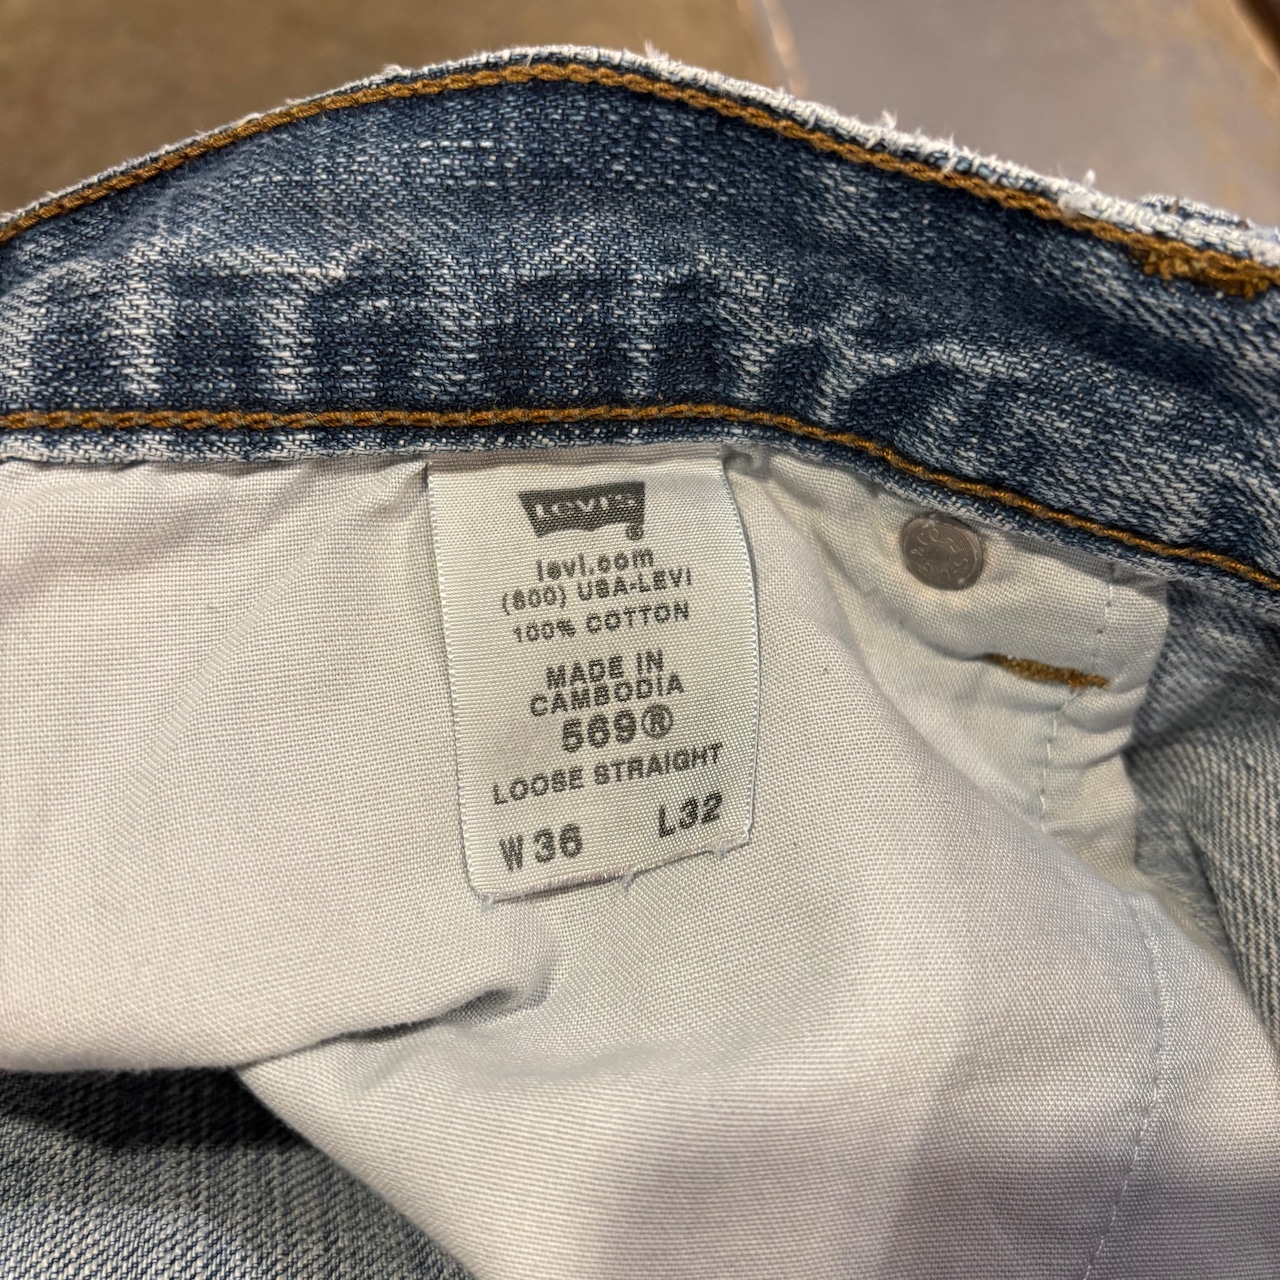 Levi's
levi.com
(800) USA-LEVI
100% COTTON
MADE IN
CAMBODIA
569®
LOOSE STRAIGHT
W 36 L32